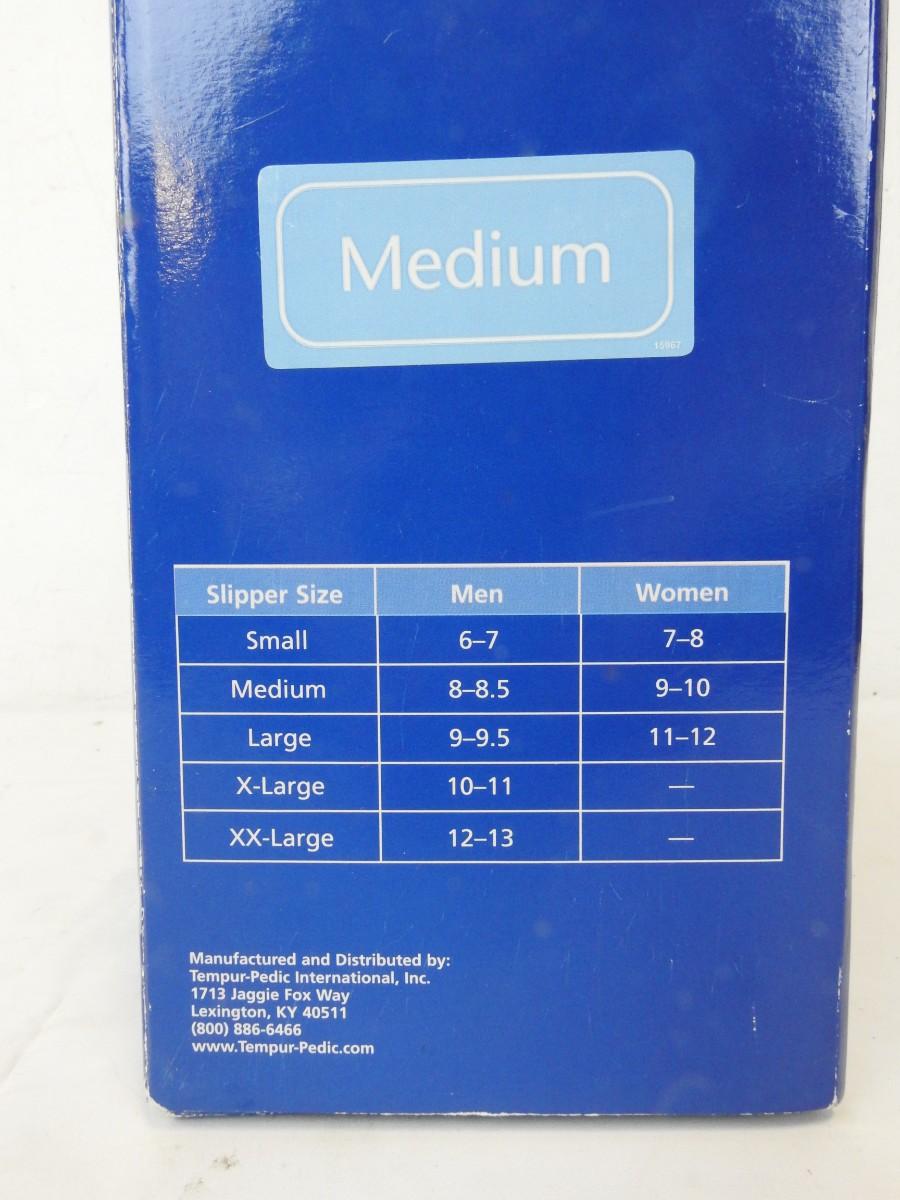 Medium
15967
Slipper Size Men Women
Small 6–7 7–8
Medium 8–8.5 9–10
Large 9–9.5 11–12
X-Large 10–11 —
XX-Large 12–13 —
Manufactured and Distributed by:
Tempur-Pedic International, Inc.
1713 Jaggie Fox Way
Lexington, KY 40511
(800) 886-6466
www.Tempur-Pedic.com